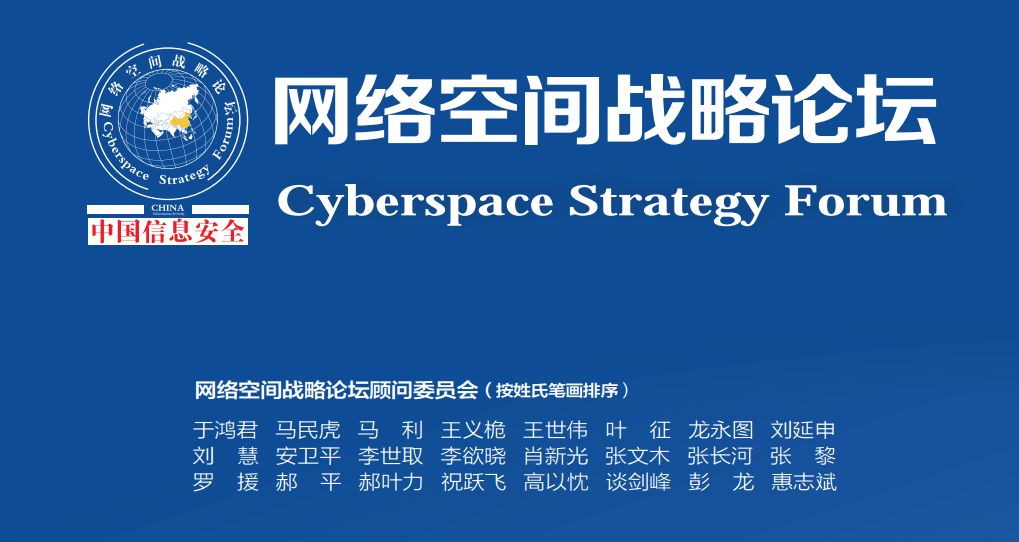 网络空间战略论坛
Cyberspace Strategy Forum
CHINA
Information Security
中国信息安全
网络空间战略论坛
Cyberspace Strategy Forum
网络空间战略论坛顾问委员会（按姓氏笔画排序）
于鸿君 马民虎 马 利 王义桅 王世伟 叶 征 龙永图 刘延申
刘 慧 安卫平 李世取 李欲晓 肖新光 张文木 张长河 张 黎
罗 援 郝 平 郝叶力 祝跃飞 高以忱 谈剑峰 彭 龙 惠志斌